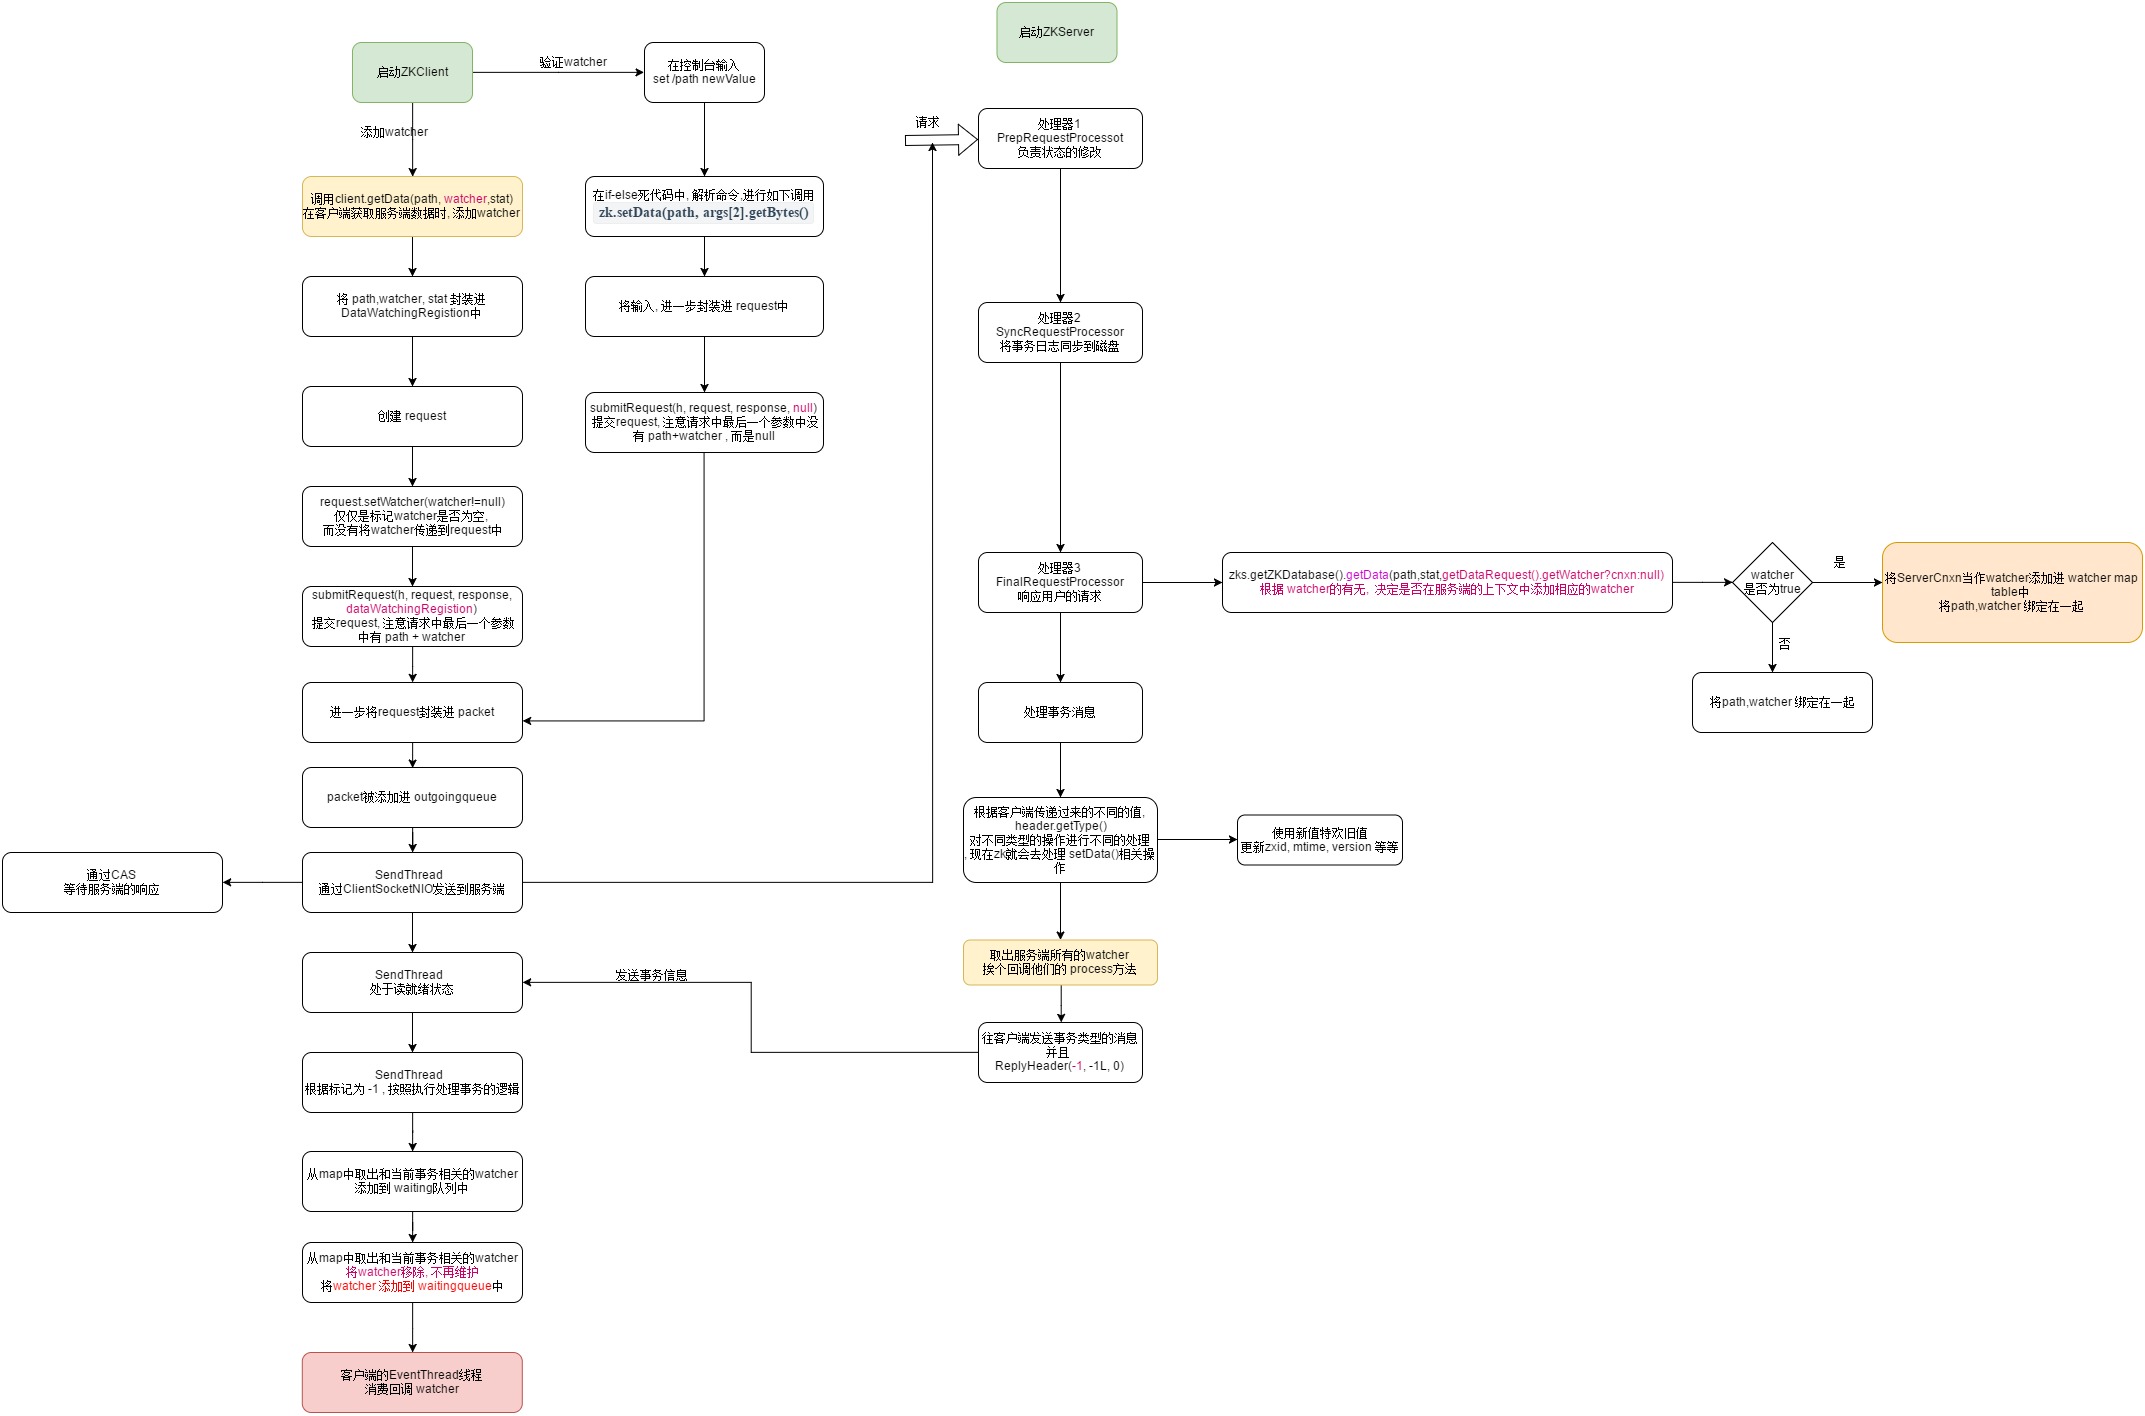 启动ZKServer
启动ZKClient
验证watcher
在控制台输入
set /path newValue
添加watcher
请求
处理器1
PrepRequestProcessot
负责状态的修改
调用client.getData(path, watcher,stat)
在客户端获取服务端数据时, 添加watcher
在if-else死代码中, 解析命令,进行如下调用
zk.setData(path, args[2].getBytes()
将 path,watcher, stat 封装进
DataWatchingRegistion中
将输入, 进一步封装进 request中
处理器2
SyncRequestProcessor
将事务日志同步到磁盘
创建 request
submitRequest(h, request, response, null)
提交request, 注意请求中最后一个参数中没
有 path+watcher , 而是null
request.setWatcher(watcher!=null)
仅仅是标记watcher是否为空,
而没有将watcher传递到request中
处理器3
FinalRequestProcessor
响应用户的请求
zks.getZKDatabase().getData(path,stat,getDataRequest().getWatcher?cnxn:null)
根据 watcher的有无, 决定是否在服务端的上下文中添加相应的watcher
watcher
是否为true
是
将ServerCnxn当作watcher添加进 watcher map
table中
将path,watcher 绑定在一起
否
将path,watcher 绑定在一起
submitRequest(h, request, response,
dataWatchingRegistion)
提交request, 注意请求中最后一个参数
中有 path + watcher
进一步将request封装进 packet
处理事务消息
packet被添加进 outgoingqueue
根据客户端传递过来的不同的值,
header.getType()
对不同类型的操作进行不同的处理
, 现在zk就会去处理 setData()相关操
作
使用新值特欢旧值
更新zxid, mtime, version 等等
通过CAS
等待服务端的响应
SendThread
通过ClientSocketNIO发送到服务端
取出服务端所有的watcher
挨个回调他们的 process方法
SendThread
处于读就绪状态
发送事务信息
往客户端发送事务类型的消息
并且
ReplyHeader(-1, -1L, 0)
SendThread
根据标记为 -1 , 按照执行处理事务的逻辑
从map中取出和当前事务相关的watcher
添加到 waiting队列中
从map中取出和当前事务相关的watcher
将watcher移除, 不再维护
将watcher 添加到 waitingqueue中
客户端的EventThread线程
消费回调 watcher